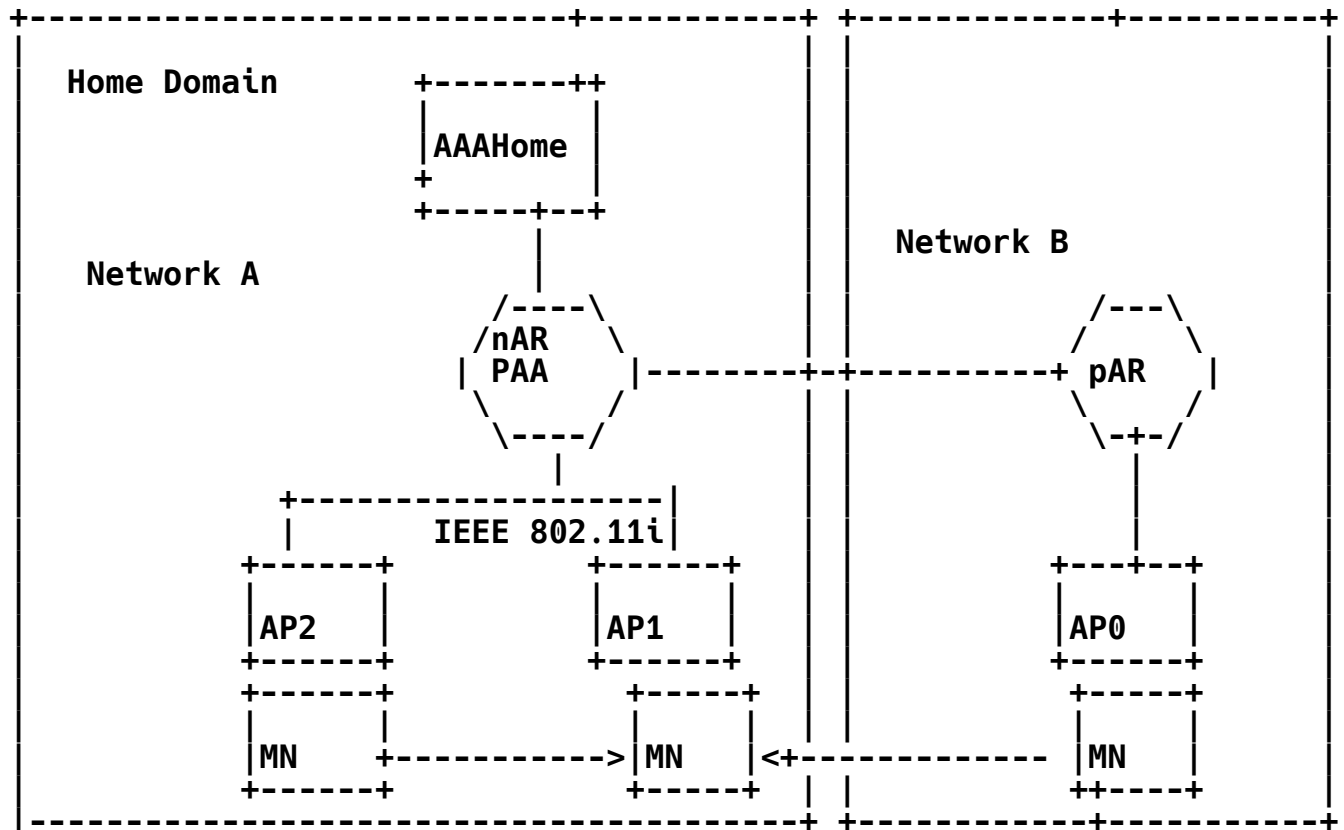 Home Domain
AAAHome
Network B
Network A
nAR
PAA
pAR
IEEE 802.11i
AP2
AP1
AP0
MN
MN
MN